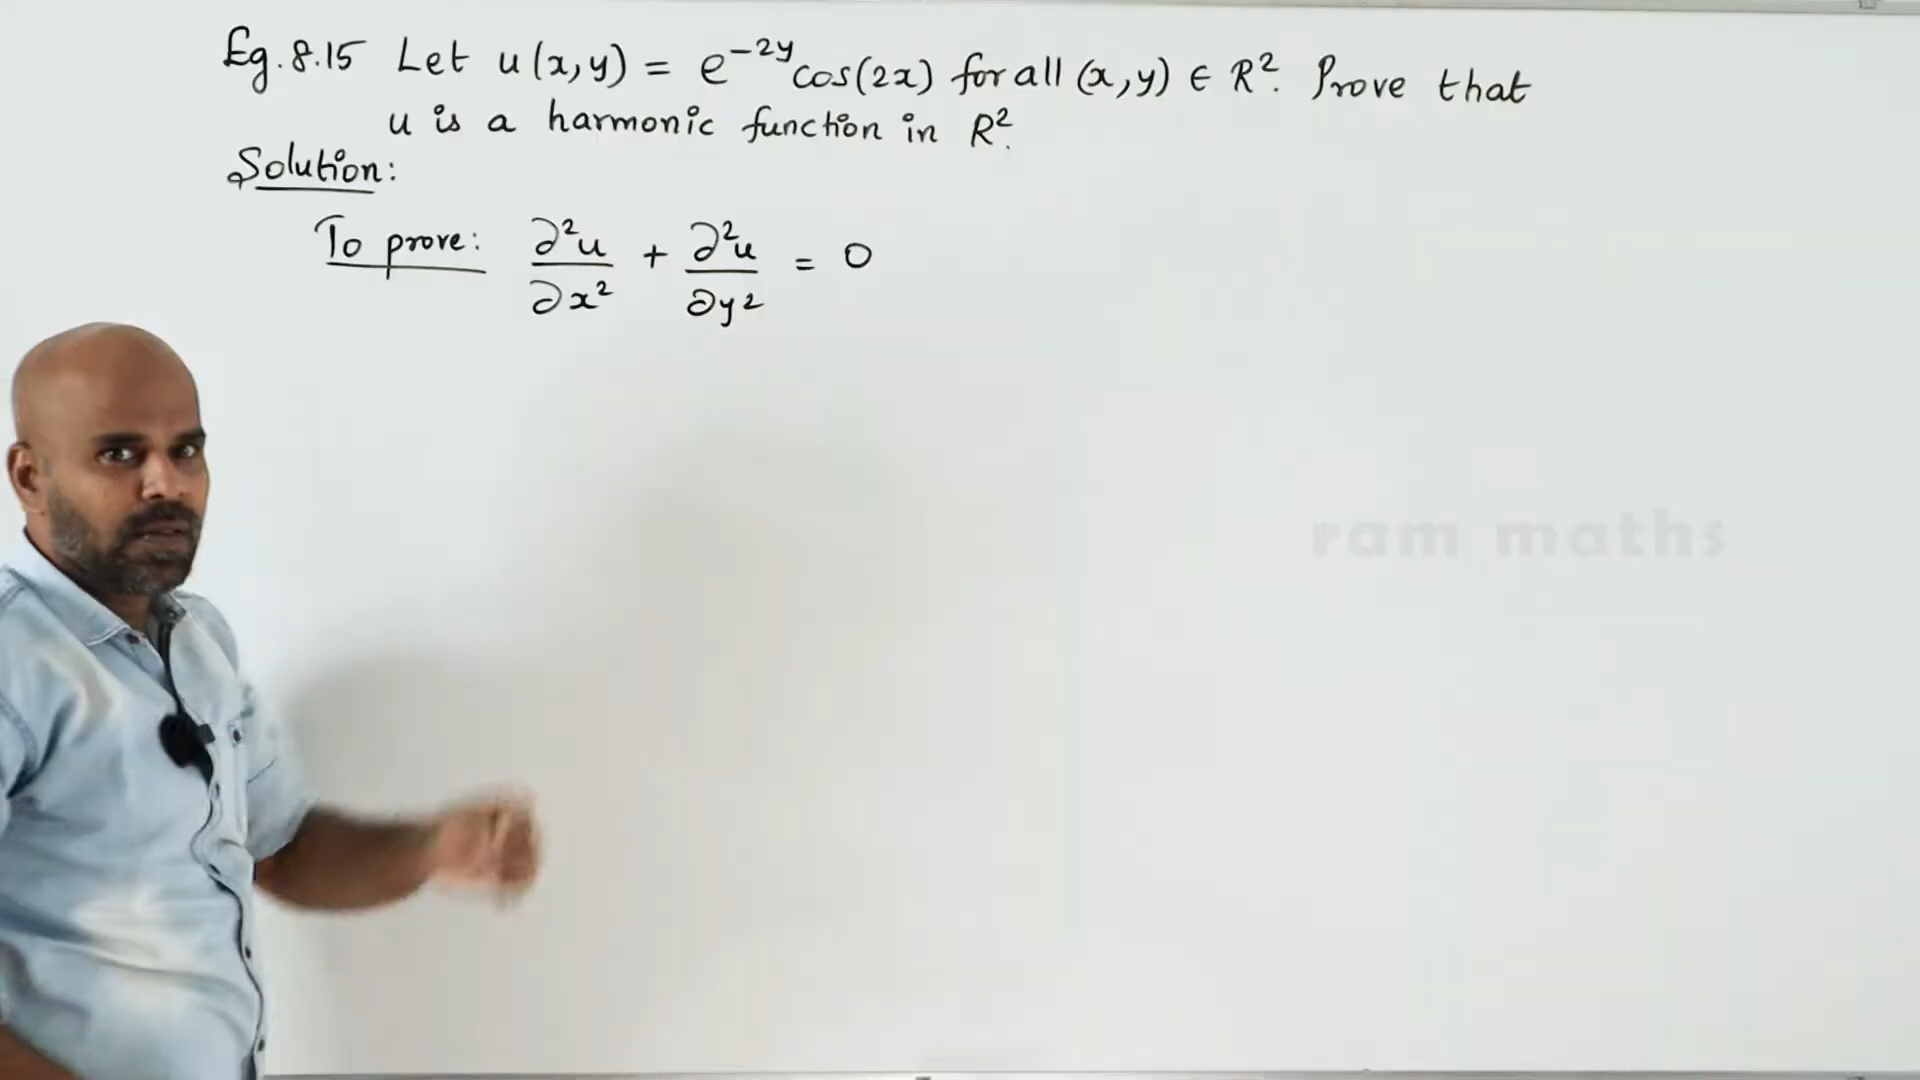 Eg. 8.15 Let u(x,y) = e^{-2y} cos(2x) for all (x,y) ∈ R². Prove that
u is a harmonic function in R².
Solution:
To prove: ∂²u/∂x² + ∂²u/∂y² = 0
ram maths